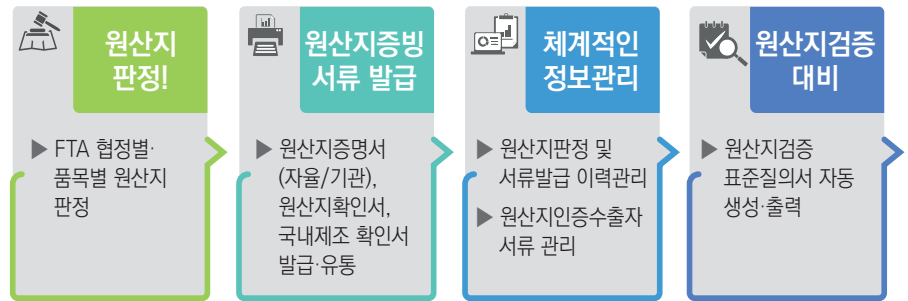 원산지
판정!
▶ FTA 협정별·
품목별 원산지
판정
원산지증빙
서류 발급
▶ 원산지증명서
(자율/기관),
원산지확인서,
국내제조 확인서
발급·유통
체계적인
정보관리
▶ 원산지판정 및
서류발급 이력관리
▶ 원산지인증수출자
서류 관리
원산지검증
대비
▶ 원산지검증
표준질의서 자동
생성·출력